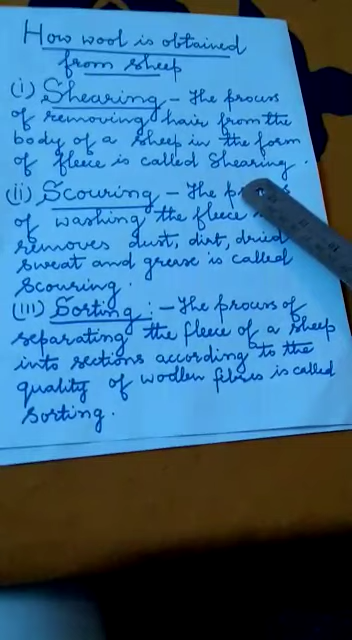 How wool is obtained
from sheep
(i) Shearing - The process
of removing hair from the
body of a sheep in the form
of fleece is called Shearing.
(ii) Scouring - The
of washing the fleece
removes dust, dirt, dried
sweat and grease is called
Scouring.
(iii) Sorting :- The process of
separating the fleece of a sheep
into sections according to the
quality of woollen fibres is called
Sorting.